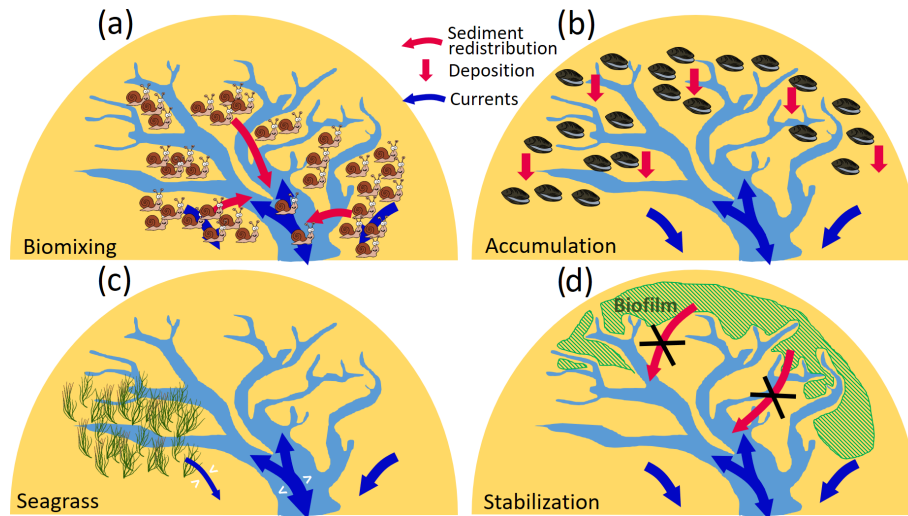 (a)
(b)
Sediment
redistribution
Deposition
Currents
Biomixing
Accumulation
(c)
(d)
Biofilm
Seagrass
Stabilization